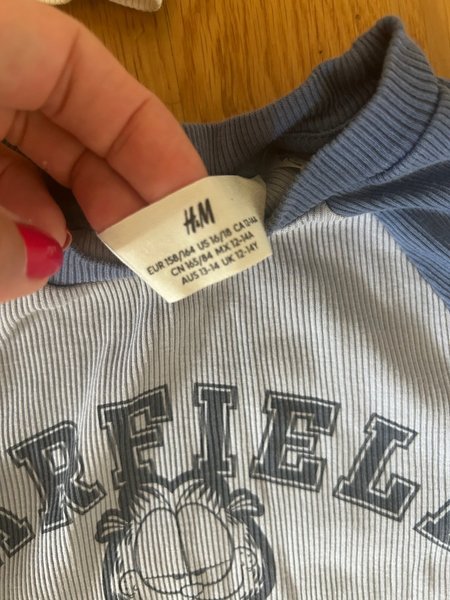 H&M
EUR 158/164 US 16/18 CA 12-14A
CN 165/84 MX 12-14A
AUS 13-14 UK 12-14Y
ARFIEL